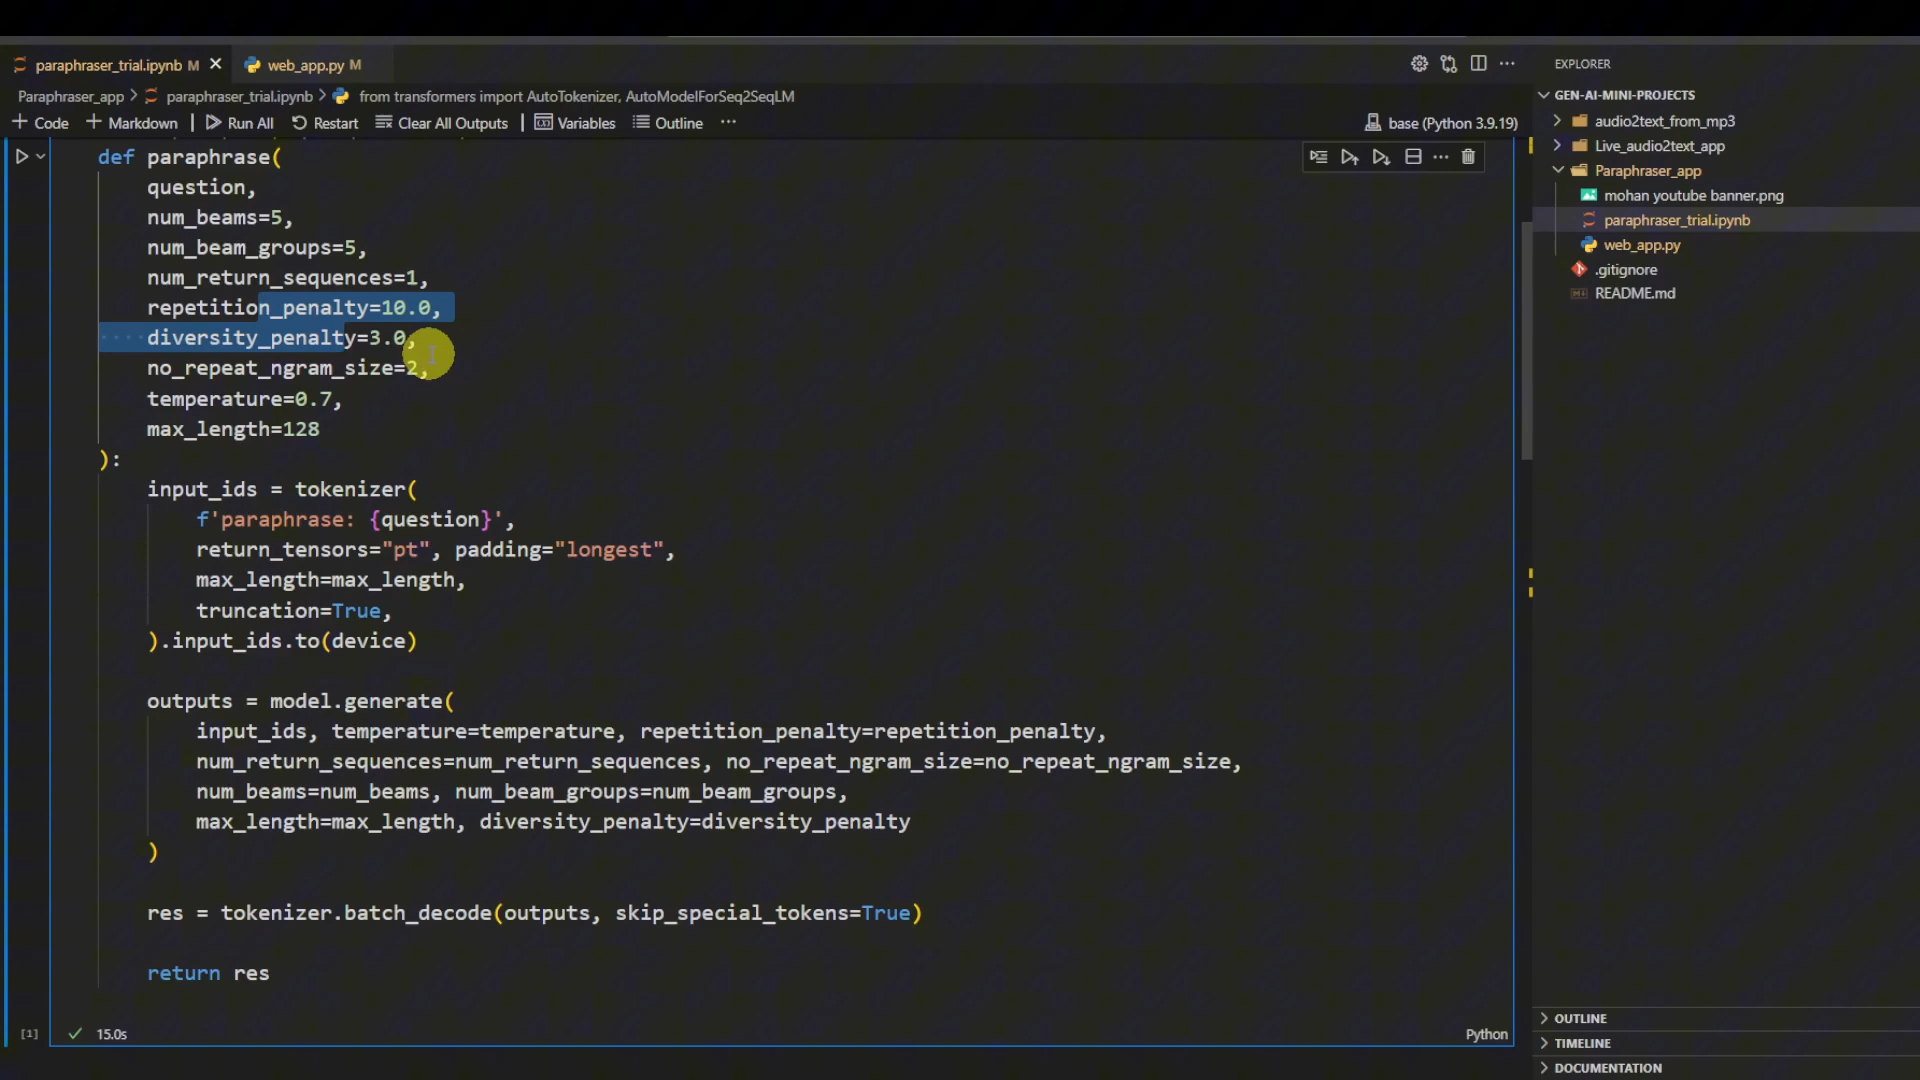 paraphraser_trial.ipynb M
web_app.py M
Paraphraser_app > paraphraser_trial.ipynb > from transformers import AutoTokenizer, AutoModelForSeq2SeqLM
+ Code + Markdown | Run All Restart Clear All Outputs | Variables Outline ...
base (Python 3.9.19)
def paraphrase(
question,
num_beams=5,
num_beam_groups=5,
num_return_sequences=1,
repetition_penalty=10.0,
diversity_penalty=3.0,
no_repeat_ngram_size=2,
temperature=0.7,
max_length=128
):
input_ids = tokenizer(
f'paraphrase: {question}',
return_tensors="pt", padding="longest",
max_length=max_length,
truncation=True,
).input_ids.to(device)
outputs = model.generate(
input_ids, temperature=temperature, repetition_penalty=repetition_penalty,
num_return_sequences=num_return_sequences, no_repeat_ngram_size=no_repeat_ngram_size,
num_beams=num_beams, num_beam_groups=num_beam_groups,
max_length=max_length, diversity_penalty=diversity_penalty
)
res = tokenizer.batch_decode(outputs, skip_special_tokens=True)
return res
[1]
15.0s
Python
EXPLORER
GEN-AI-MINI-PROJECTS
audio2text_from_mp3
Live_audio2text_app
Paraphraser_app
mohan youtube banner.png
paraphraser_trial.ipynb
web_app.py
.gitignore
README.md
OUTLINE
TIMELINE
DOCUMENTATION